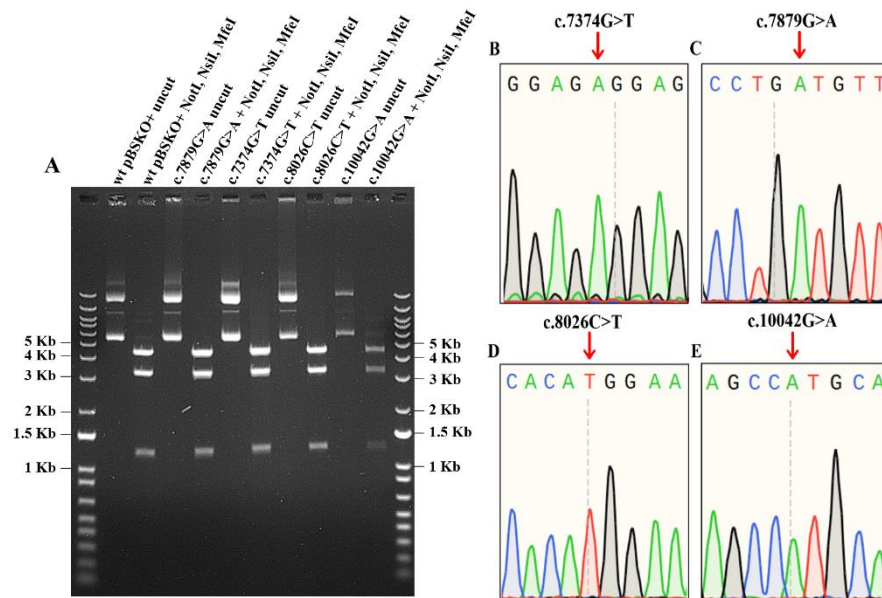 A
wt pBSKO+ uncut
wt pBSKO+ NotI, NsiI, MfeI
c.7879G>A uncut
c.7879G>A + NotI, NsiI, MfeI
c.7374G>T uncut
c.7374G>T + NotI, NsiI, MfeI
c.8026C>T uncut
c.8026C>T + NotI, NsiI, MfeI
c.10042G>A uncut
c.10042G>A + NotI, NsiI, MfeI
5 Kb
4 Kb
3 Kb
2 Kb
1.5 Kb
1 Kb
5 Kb
4 Kb
3 Kb
2 Kb
1.5 Kb
1 Kb
B
c.7374G>T
G G A G A G G A G
C
c.7879G>A
C C T G A T G T T
D
c.8026C>T
C A C A T G G A A
E
c.10042G>A
A G C C A T G C A